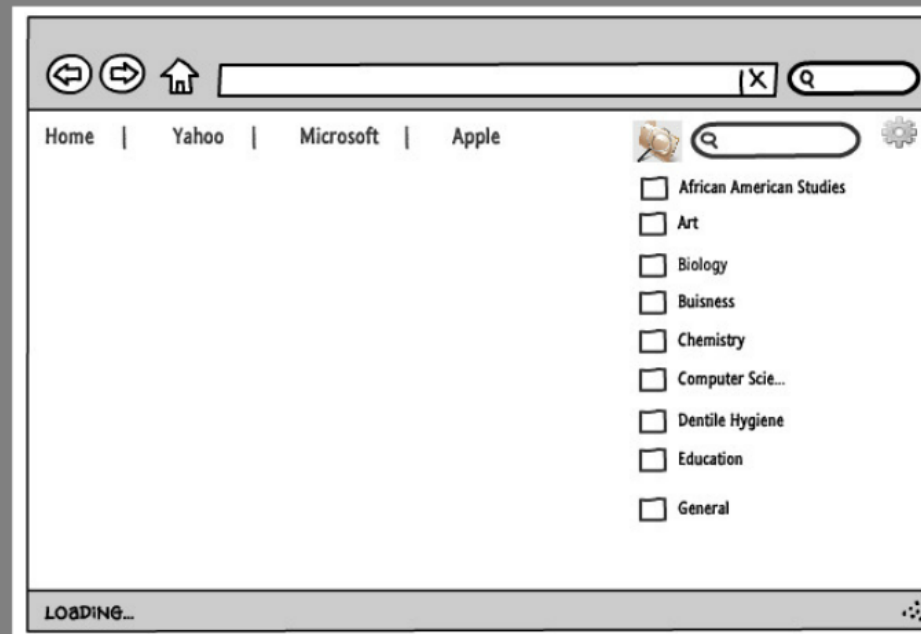 Home | Yahoo | Microsoft | Apple
African American Studies
Art
Biology
Buisness
Chemistry
Computer Scie...
Dentile Hygiene
Education
General
LOADING...